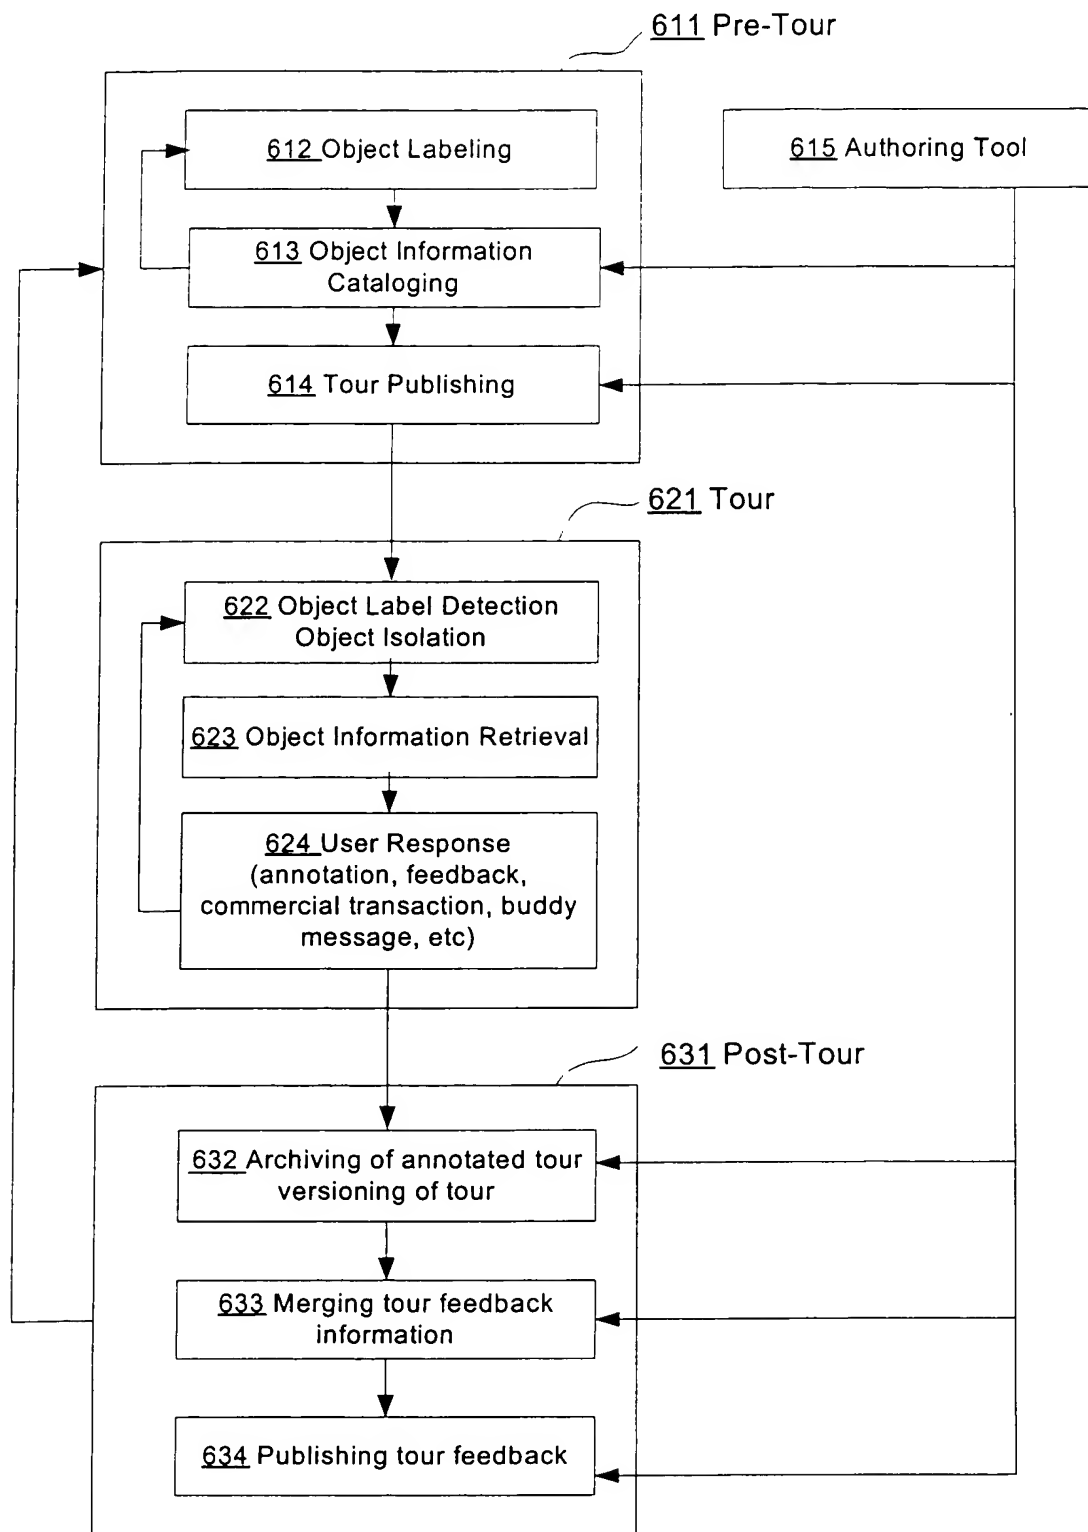 611 Pre-Tour
612 Object Labeling
615 Authoring Tool
613 Object Information
Cataloging
614 Tour Publishing
621 Tour
622 Object Label Detection
Object Isolation
623 Object Information Retrieval
624 User Response
(annotation, feedback,
commercial transaction, buddy
message, etc)
631 Post-Tour
632 Archiving of annotated tour
versioning of tour
633 Merging tour feedback
information
634 Publishing tour feedback